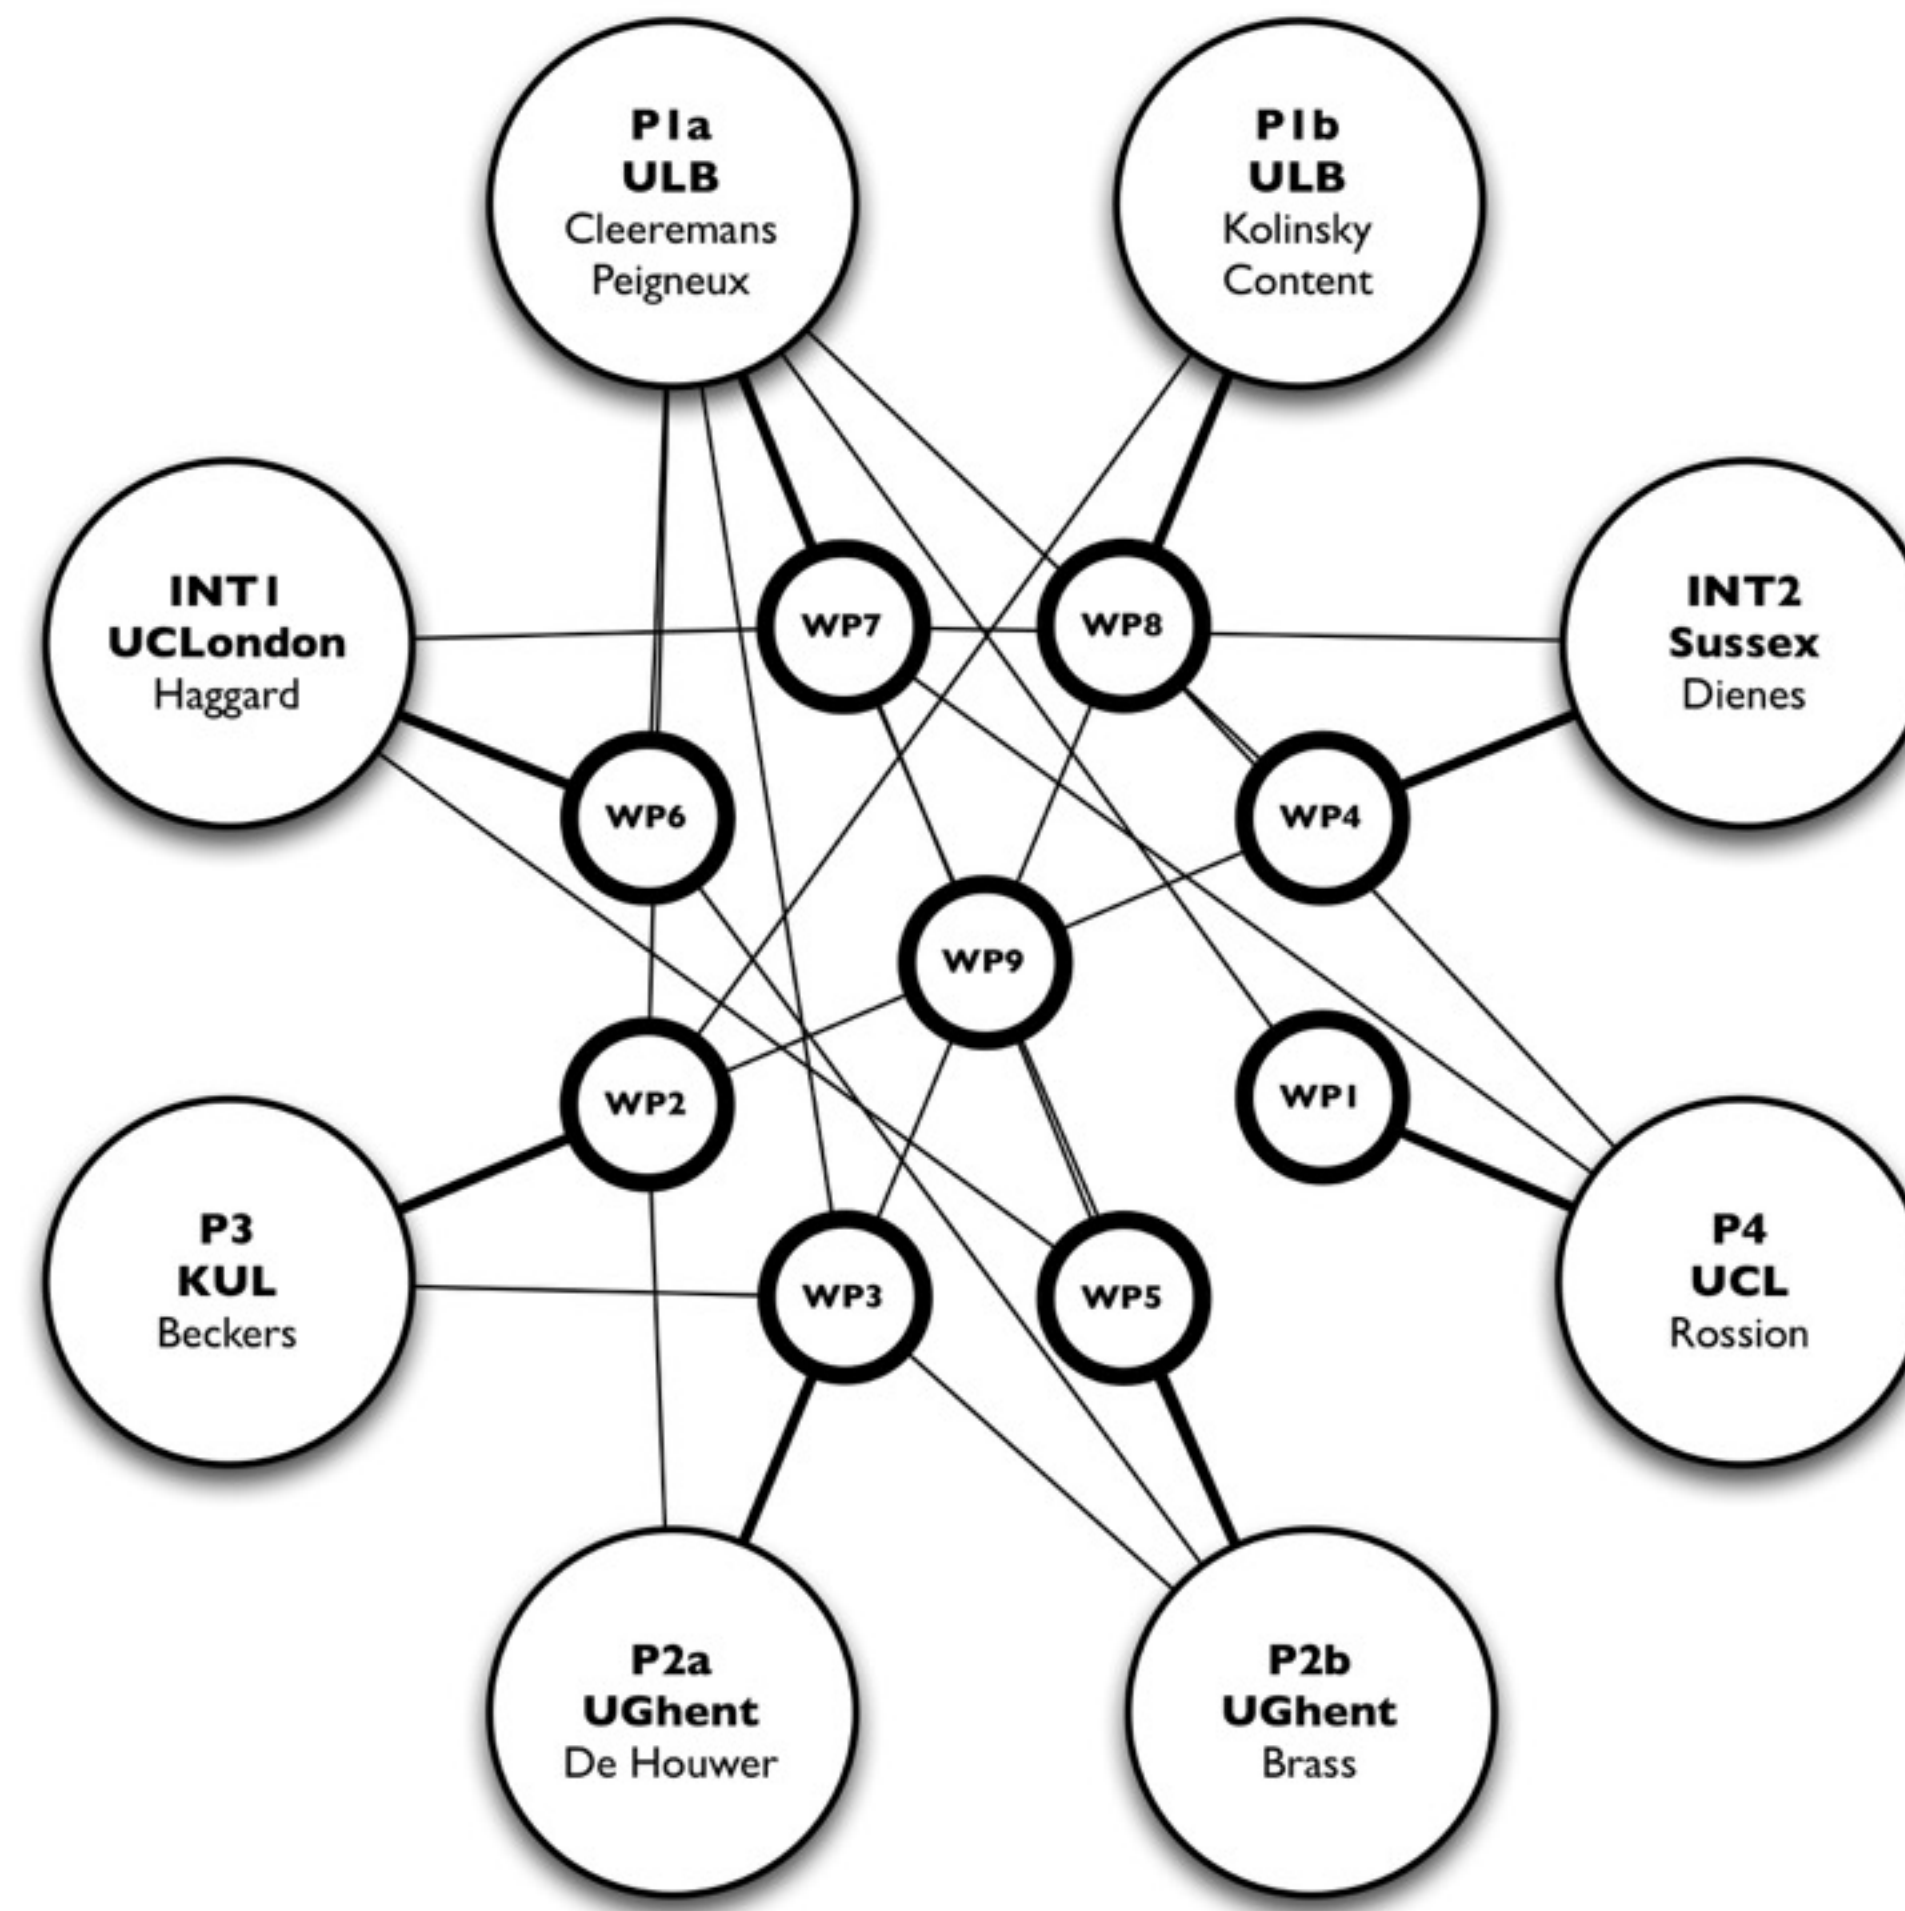 P1a
ULB
Cleeremans
Peigneux
P1b
ULB
Kolinsky
Content
INT1
UCLondon
Haggard
INT2
Sussex
Dienes
WP7
WP8
WP6
WP4
WP9
WP2
WP1
WP3
WP5
P3
KUL
Beckers
P4
UCL
Rossion
P2a
UGhent
De Houwer
P2b
UGhent
Brass